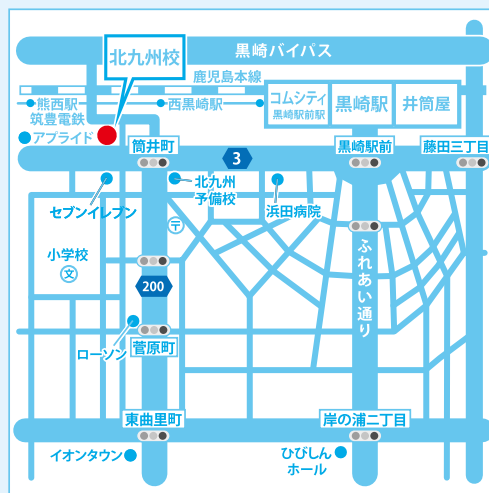 黒崎バイパス
北九州校
鹿児島本線
熊西駅
西黒崎駅
コムシティ
黒崎駅前駅
黒崎駅
井筒屋
筑豊電鉄
アプライド
筒井町
3
黒崎駅前
藤田三丁目
セブンイレブン
北九州
予備校
浜田病院
〒
小学校
文
ふれあい通り
200
ローソン
菅原町
東曲里町
岸の浦二丁目
イオンタウン
ひびしん
ホール